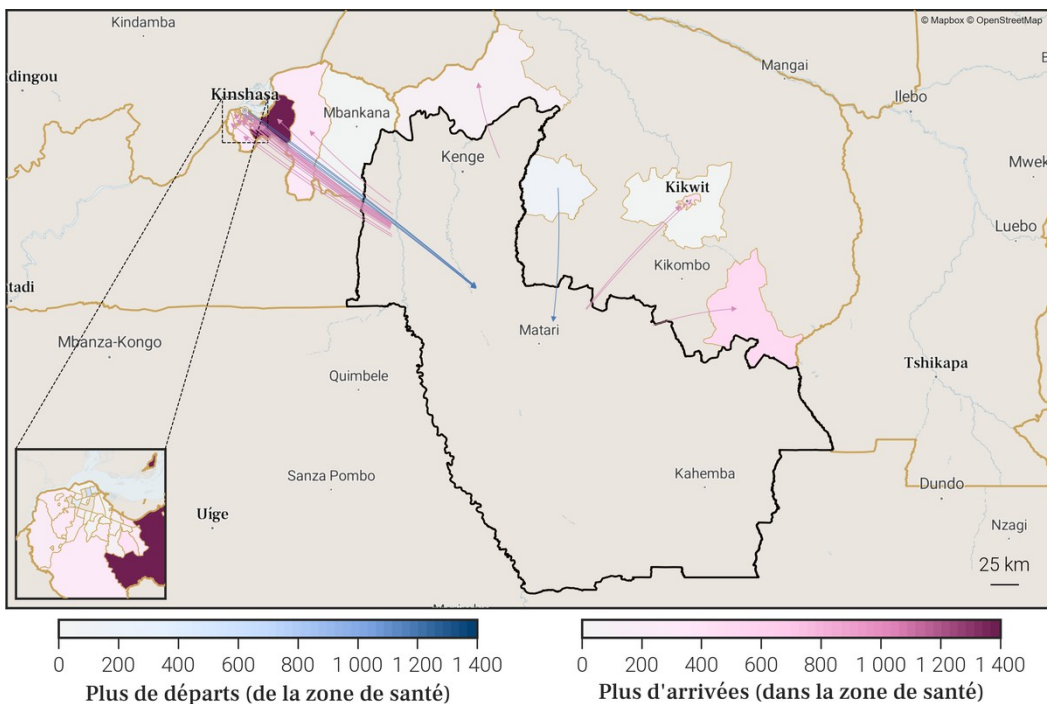 Kindamba
© Mapbox © OpenStreetMap
dingou
Mangai
Kinshasa
Ilebo
Mbankana
Kenge
Mwek
Kikwit
Luebo
Kikombo
tadi
Matari
Mbanza-Kongo
Tshikapa
Quimbele
Sanza Pombo
Kahemba
Dundo
Uige
Nzagi
25 km
0 200 400 600 800 1 000 1 200 1 400
Plus de départs (de la zone de santé)
0 200 400 600 800 1 000 1 200 1 400
Plus d'arrivées (dans la zone de santé)